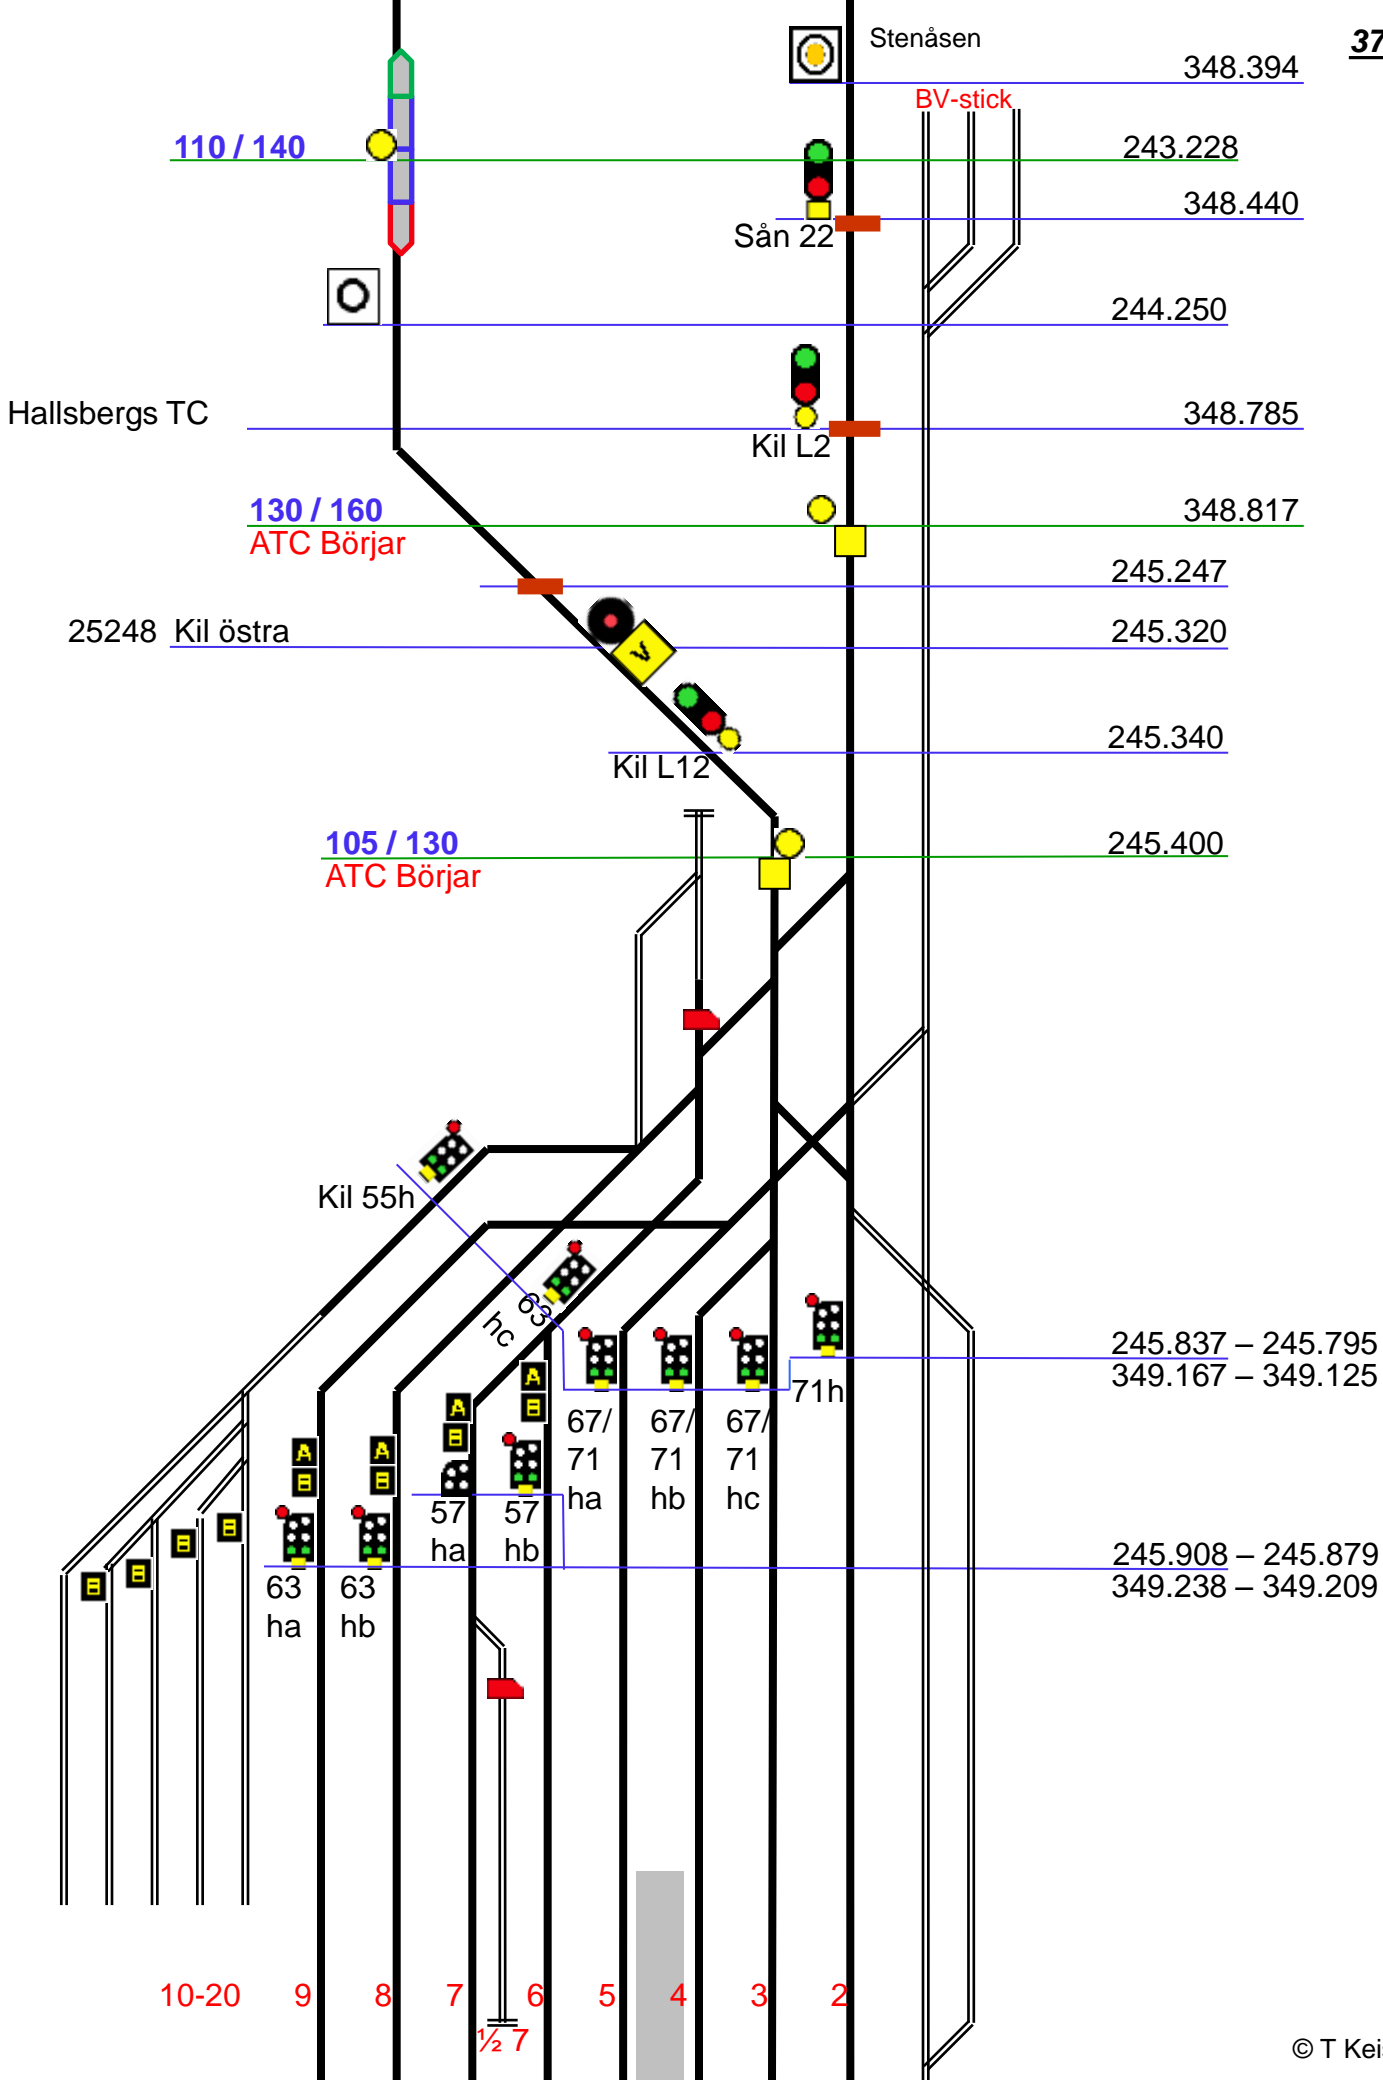 Stenåsen
37
348.394
BV-stick
110 / 140
243.228
348.440
Sån 22
244.250
Hallsbergs TC
348.785
Kil L2
130 / 160
348.817
ATC Börjar
245.247
V
25248 Kil östra
245.320
245.340
Kil L12
105 / 130
245.400
ATC Börjar
Kil 55h
63
hc
245.837 – 245.795
349.167 – 349.125
71h
A
B
67/
71
ha
67/
71
hb
67/
71
hc
A
B
A
B
A
B
57
ha
57
hb
B
B
B
B
245.908 – 245.879
349.238 – 349.209
63
ha
63
hb
10-20
9
8
7
6
5
4
3
2
½ 7
© T Kei